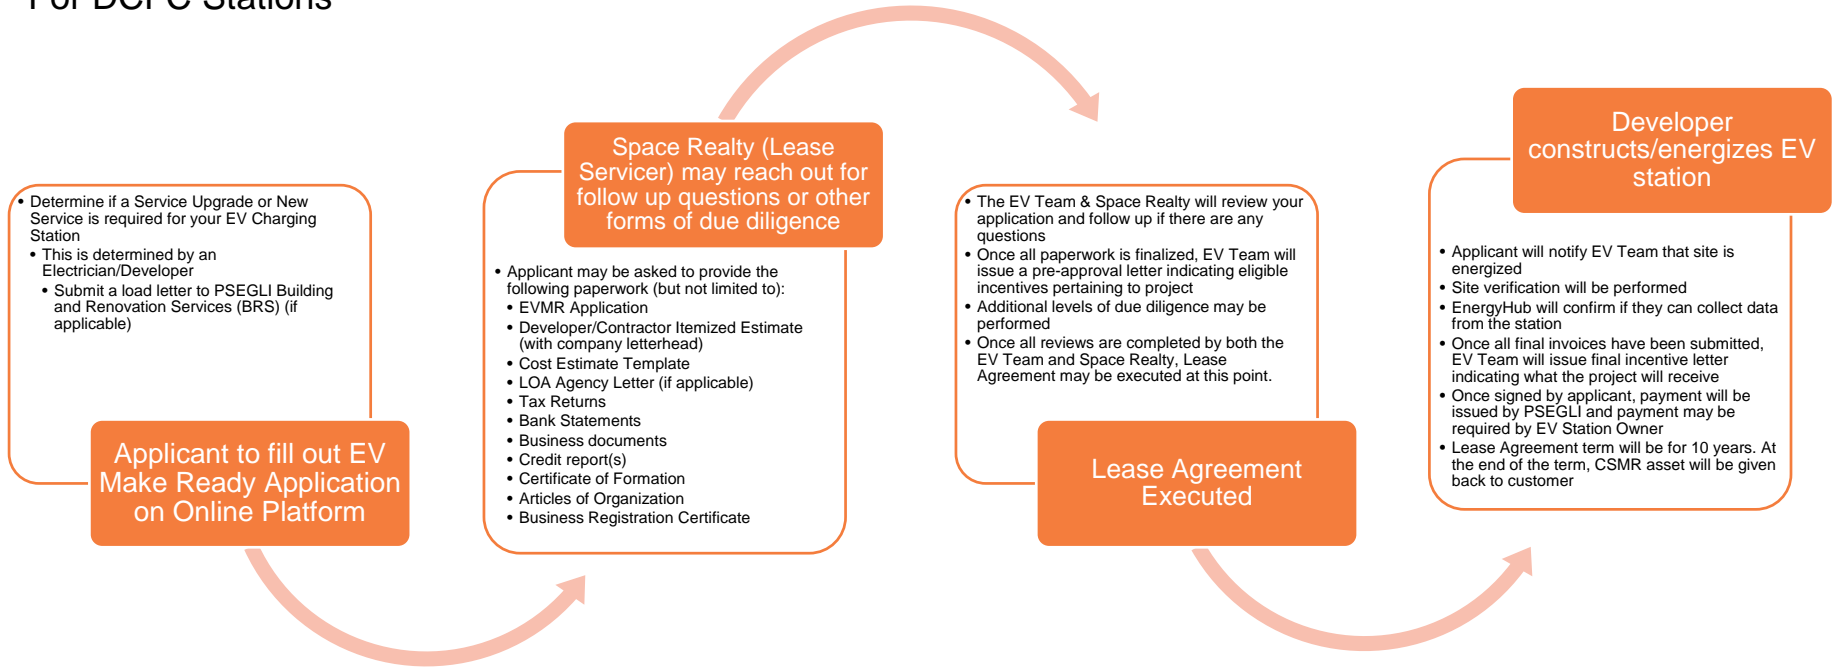 For DCFC Stations
• Determine if a Service Upgrade or New
Service is required for your EV Charging
Station
• This is determined by an
Electrician/Developer
• Submit a load letter to PSEGLI Building
and Renovation Services (BRS) (if
applicable)
Applicant to fill out EV
Make Ready Application
on Online Platform
Space Realty (Lease
Servicer) may reach out for
follow up questions or other
forms of due diligence
• Applicant may be asked to provide the
following paperwork (but not limited to):
• EVMR Application
• Developer/Contractor Itemized Estimate
(with company letterhead)
• Cost Estimate Template
• LOA Agency Letter (if applicable)
• Tax Returns
• Bank Statements
• Business documents
• Credit report(s)
• Certificate of Formation
• Articles of Organization
• Business Registration Certificate
• The EV Team & Space Realty will review your
application and follow up if there are any
questions
• Once all paperwork is finalized, EV Team will
issue a pre-approval letter indicating eligible
incentives pertaining to project
• Additional levels of due diligence may be
performed
• Once all reviews are completed by both the
EV Team and Space Realty, Lease
Agreement may be executed at this point.
Lease Agreement
Executed
Developer
constructs/energizes EV
station
• Applicant will notify EV Team that site is
energized
• Site verification will be performed
• EnergyHub will confirm if they can collect data
from the station
• Once all final invoices have been submitted,
EV Team will issue final incentive letter
indicating what the project will receive
• Once signed by applicant, payment will be
issued by PSEGLI and payment may be
required by EV Station Owner
• Lease Agreement term will be for 10 years. At
the end of the term, CSMR asset will be given
back to customer